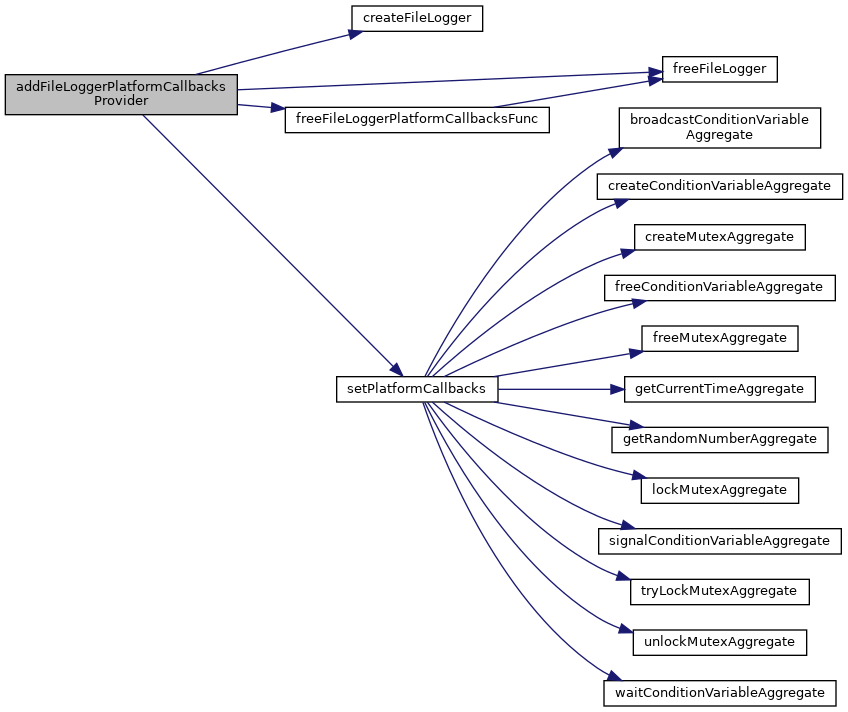 createFileLogger
addFileLoggerPlatformCallbacks
Provider
freeFileLogger
freeFileLoggerPlatformCallbacksFunc
broadcastConditionVariable
Aggregate
createConditionVariableAggregate
createMutexAggregate
freeConditionVariableAggregate
freeMutexAggregate
setPlatformCallbacks
getCurrentTimeAggregate
getRandomNumberAggregate
lockMutexAggregate
signalConditionVariableAggregate
tryLockMutexAggregate
unlockMutexAggregate
waitConditionVariableAggregate